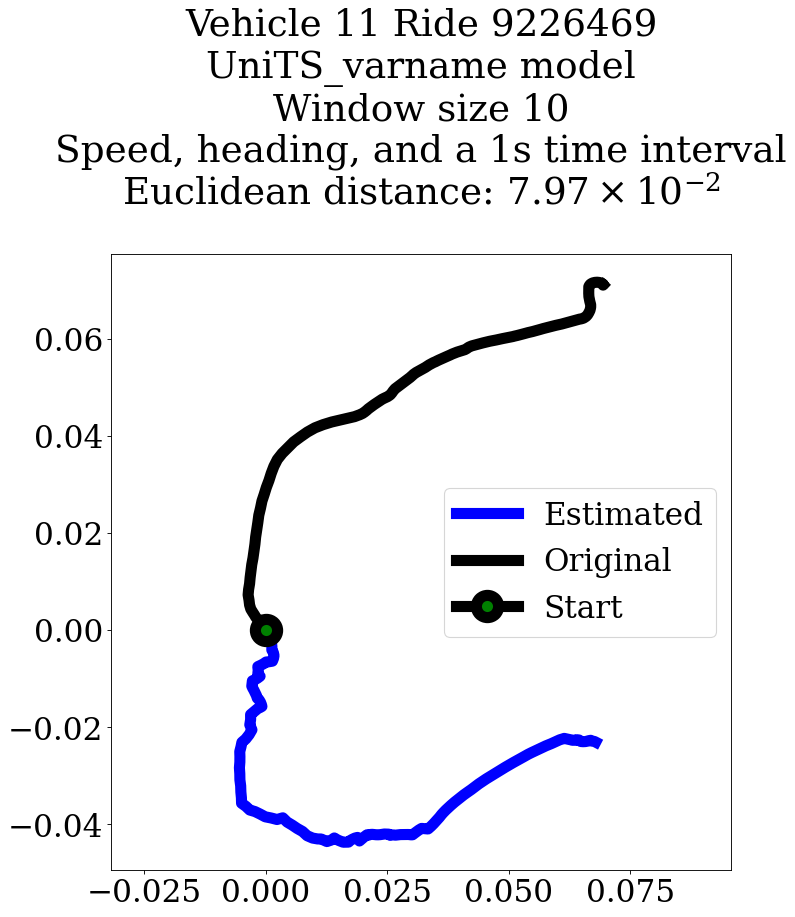 Vehicle 11 Ride 9226469
UniTS_varname model
Window size 10
Speed, heading, and a 1s time interval
Euclidean distance: 7.97 × 10⁻²
0.06
0.04
0.02
0.00
−0.02
−0.04
Estimated
Original
Start
−0.025 0.000 0.025 0.050 0.075